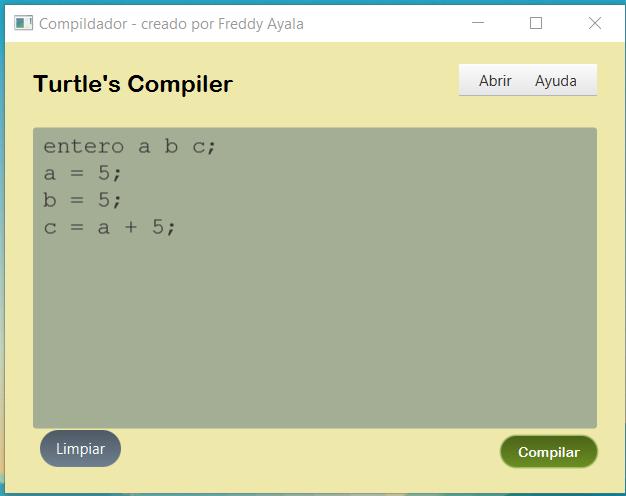 Compildador - creado por Freddy Ayala
Turtle's Compiler
Abrir Ayuda
entero a b c;
a = 5;
b = 5;
c = a + 5;
Limpiar
Compilar